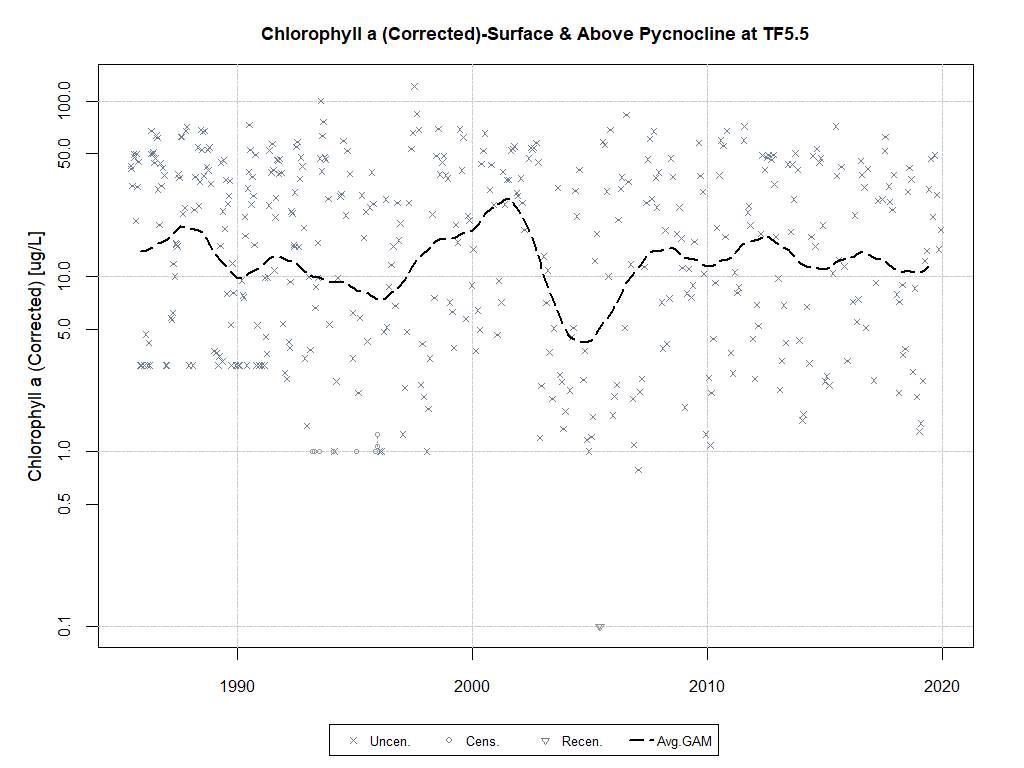 Chlorophyll a (Corrected)-Surface & Above Pycnocline at TF5.5
Chlorophyll a (Corrected) [ug/L]
100.0
50.0
10.0
5.0
1.0
0.5
0.1
1990 2000 2010 2020
Uncen. Cens. Recen. Avg.GAM